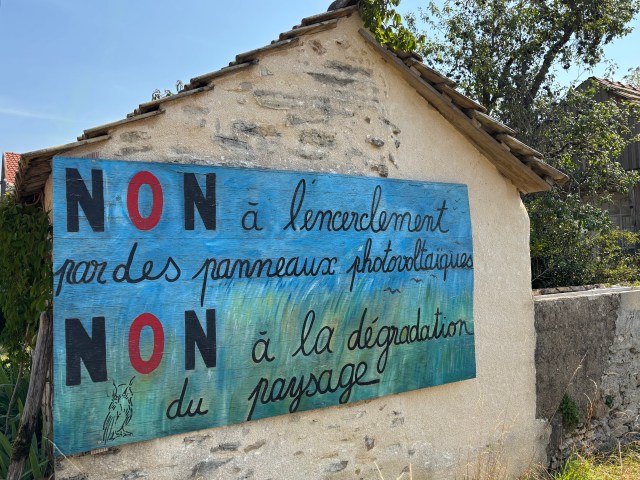 NON à l'encerclement
par des panneaux photovoltaïques
NON à la dégradation
du paysage